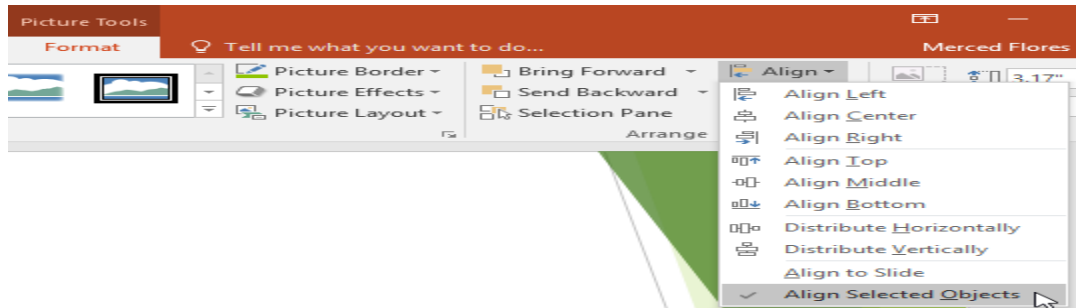 Picture Tools
Format
Tell me what you want to do...
Merced Flores
Picture Border
Picture Effects
Picture Layout
Bring Forward
Send Backward
Selection Pane
Arrange
Align
3.17"
Align Left
Align Center
Align Right
Align Top
Align Middle
Align Bottom
Distribute Horizontally
Distribute Vertically
Align to Slide
Align Selected Objects